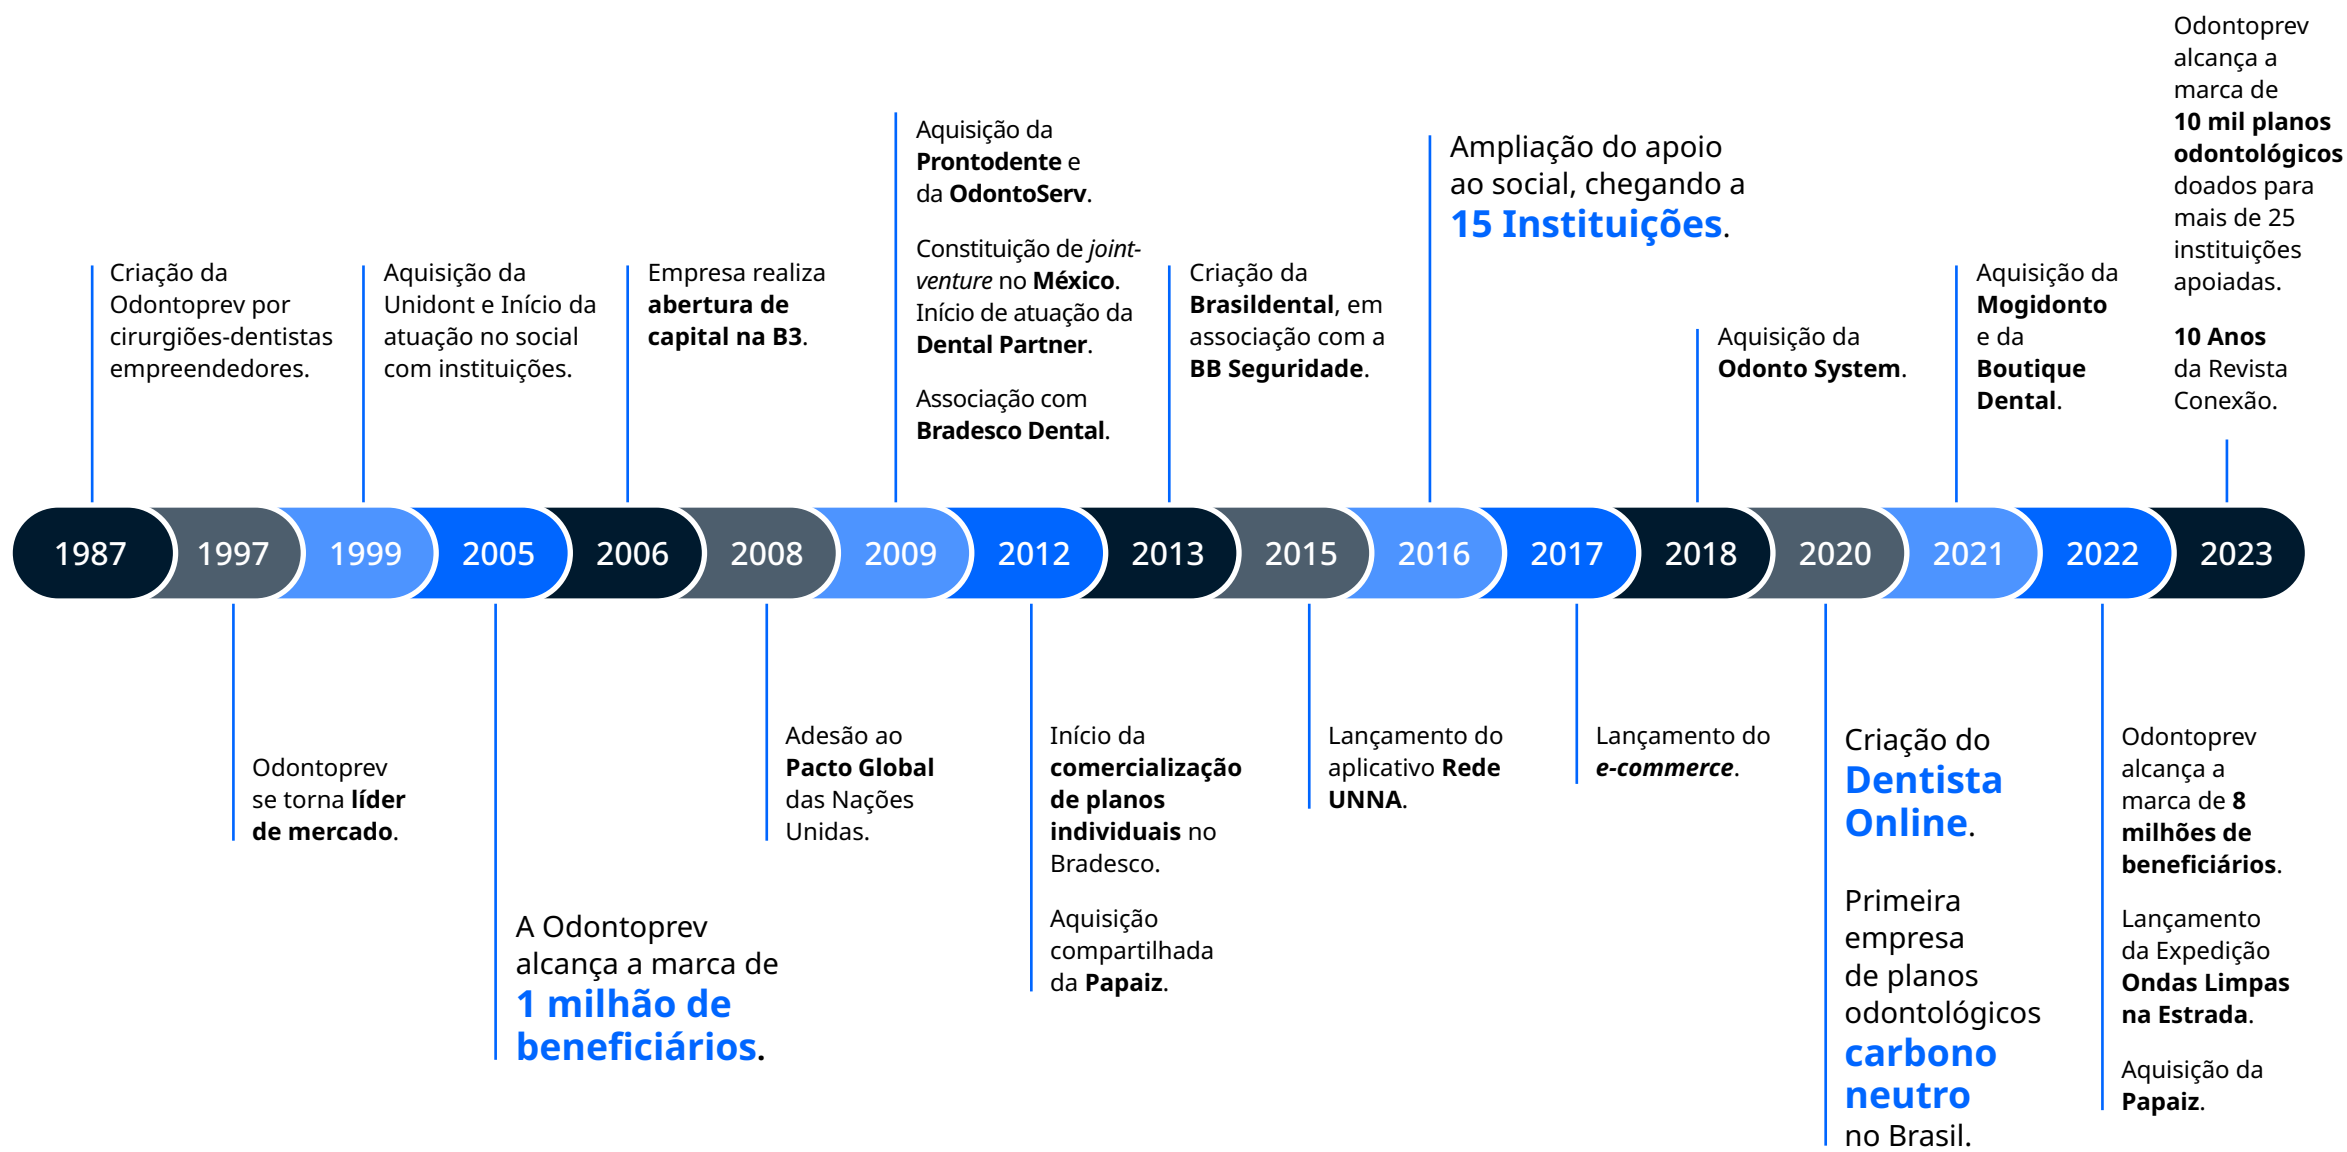 Criação da
Odontoprev por
cirurgiões-dentistas
empreendedores.
Aquisição da
Unidont e Início da
atuação no social
com instituições.
Empresa realiza
abertura de
capital na B3.
Aquisição da
Prontodente e
da OdontoServ.
Constituição de joint-
venture no México.
Início de atuação da
Dental Partner.
Associação com
Bradesco Dental.
Criação da
Brasildental, em
associação com a
BB Seguridade.
Ampliação do apoio
ao social, chegando a
15 Instituições.
Aquisição da
Odonto System.
Aquisição da
Mogidonto
e da
Boutique
Dental.
Odontoprev
alcança a
marca de
10 mil planos
odontológicos
doados para
mais de 25
instituições
apoiadas.
10 Anos
da Revista
Conexão.
1987 1997 1999 2005 2006 2008 2009 2012 2013 2015 2016 2017 2018 2020 2021 2022 2023
Odontoprev
se torna líder
de mercado.
A Odontoprev
alcança a marca de
1 milhão de
beneficiários.
Adesão ao
Pacto Global
das Nações
Unidas.
Início da
comercialização
de planos
individuais no
Bradesco.
Aquisição
compartilhada
da Papaiz.
Lançamento do
aplicativo Rede
UNNA.
Lançamento do
e-commerce.
Criação do
Dentista
Online.
Primeira
empresa
de planos
odontológicos
carbono
neutro
no Brasil.
Odontoprev
alcança a
marca de 8
milhões de
beneficiários.
Lançamento
da Expedição
Ondas Limpas
na Estrada.
Aquisição da
Papaiz.